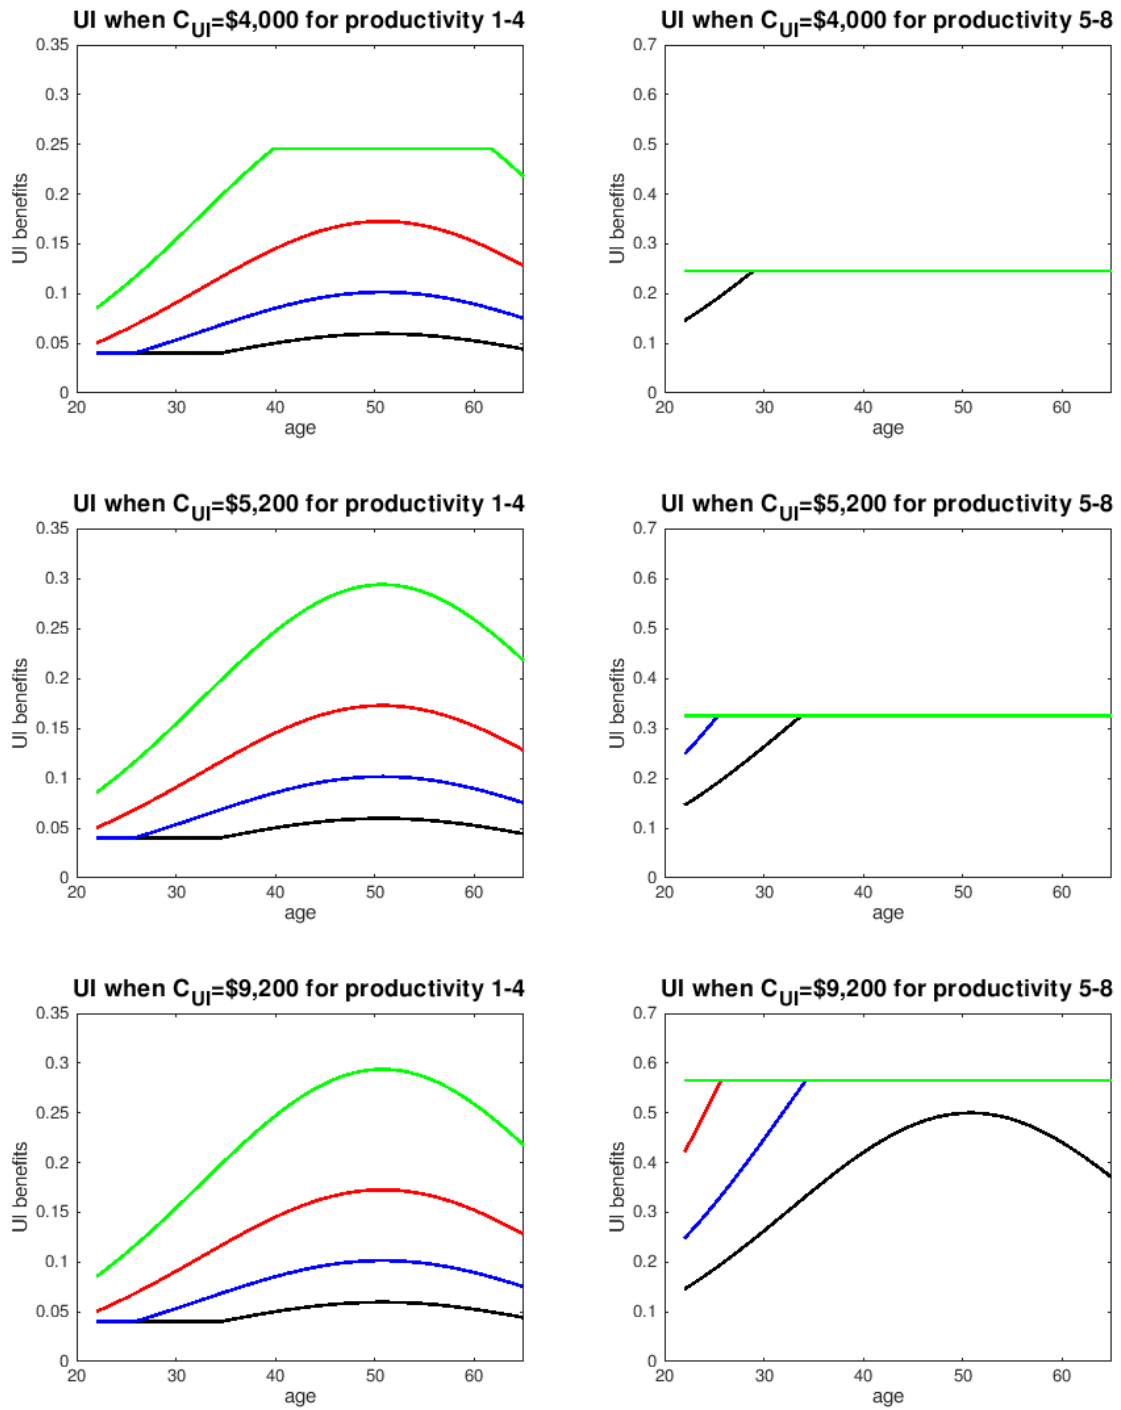 UI when C_UI=$4,000 for productivity 1-4
0.35
0.3
0.25
0.2
0.15
0.1
0.05
0
UI benefits
20 30 40 50 60
age
UI when C_UI=$4,000 for productivity 5-8
0.7
0.6
0.5
0.4
0.3
0.2
0.1
0
UI benefits
20 30 40 50 60
age
UI when C_UI=$5,200 for productivity 1-4
0.35
0.3
0.25
0.2
0.15
0.1
0.05
0
UI benefits
20 30 40 50 60
age
UI when C_UI=$5,200 for productivity 5-8
0.7
0.6
0.5
0.4
0.3
0.2
0.1
0
UI benefits
20 30 40 50 60
age
UI when C_UI=$9,200 for productivity 1-4
0.35
0.3
0.25
0.2
0.15
0.1
0.05
0
UI benefits
20 30 40 50 60
age
UI when C_UI=$9,200 for productivity 5-8
0.7
0.6
0.5
0.4
0.3
0.2
0.1
0
UI benefits
20 30 40 50 60
age